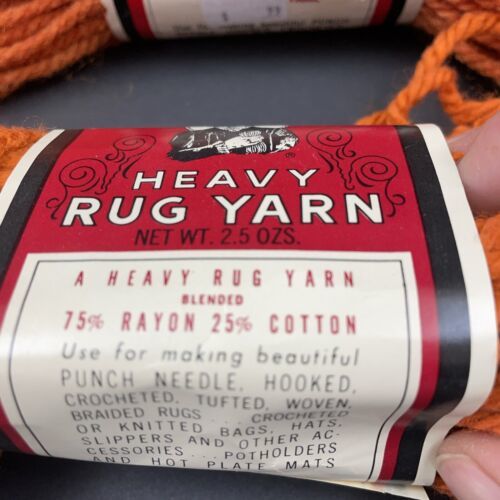 $ .99
®
HEAVY
RUG YARN
NET WT. 2.5 OZS.
A HEAVY RUG YARN
BLENDED
75% RAYON 25% COTTON
Use for making beautiful
PUNCH NEEDLE, HOOKED,
CROCHETED, TUFTED, WOVEN,
BRAIDED RUGS ... CROCHETED
OR KNITTED BAGS, HATS,
SLIPPERS AND OTHER AC-
CESSORIES ... POTHOLDERS
AND HOT PLATE MATS